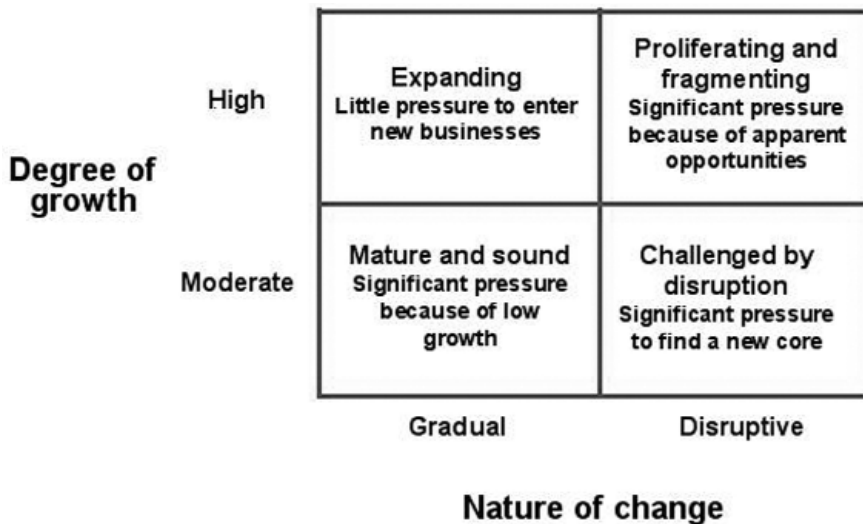 Expanding
Little pressure to enter
new businesses
Proliferating and
fragmenting
Significant pressure
because of apparent
opportunities
High
Degree of
growth
Moderate
Mature and sound
Significant pressure
because of low
growth
Challenged by
disruption
Significant pressure
to find a new core
Gradual
Disruptive
Nature of change